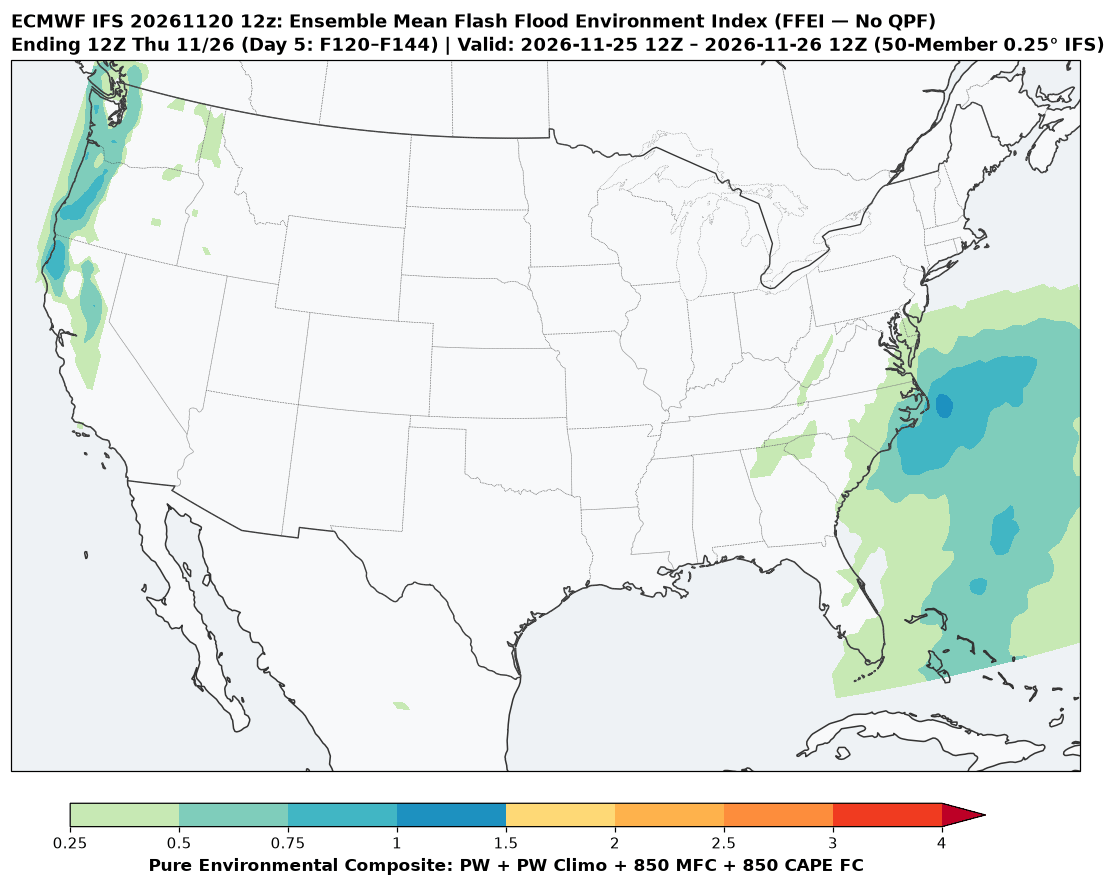 ECMWF IFS 20261120 12z: Ensemble Mean Flash Flood Environment Index (FFEI — No QPF)
Ending 12Z Thu 11/26 (Day 5: F120–F144) | Valid: 2026-11-25 12Z – 2026-11-26 12Z (50-Member 0.25° IFS)
0.25 0.5 0.75 1 1.5 2 2.5 3 4
Pure Environmental Composite: PW + PW Climo + 850 MFC + 850 CAPE FC